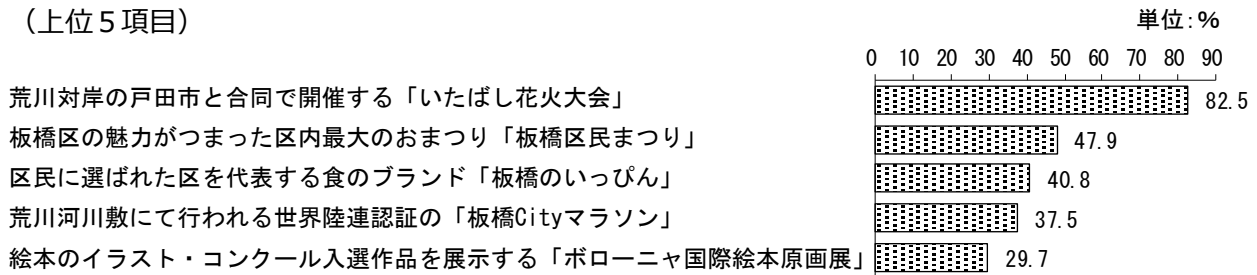 （上位５項目）
単位：％
0 10 20 30 40 50 60 70 80 90
荒川対岸の戸田市と合同で開催する「いたばし花火大会」 82.5
板橋区の魅力がつまった区内最大のおまつり「板橋区民まつり」 47.9
区民に選ばれた区を代表する食のブランド「板橋のいっぴん」 40.8
荒川河川敷にて行われる世界陸連認証の「板橋Cityマラソン」 37.5
絵本のイラスト・コンクール入選作品を展示する「ボローニャ国際絵本原画展」 29.7